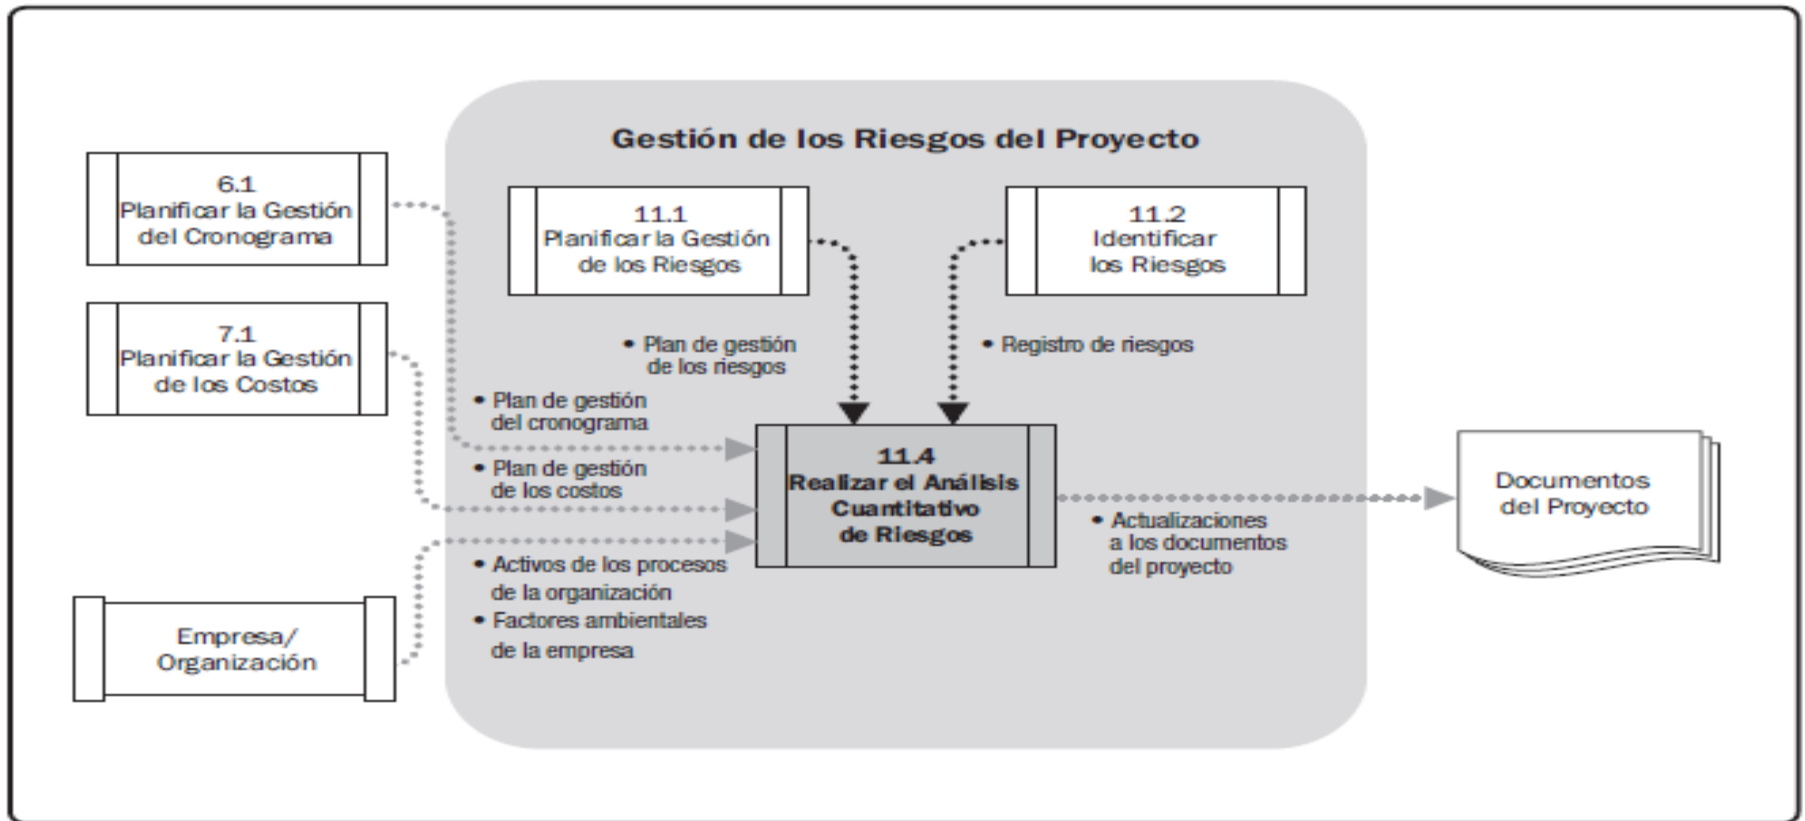 Gestión de los Riesgos del Proyecto
6.1
Planificar la Gestión
del Cronograma
11.1
Planificar la Gestión
de los Riesgos
11.2
Identificar
los Riesgos
7.1
Planificar la Gestión
de los Costos
• Plan de gestión
de los riesgos
• Registro de riesgos
• Plan de gestión
del cronograma
• Plan de gestión
de los costos
11.4
Realizar el Análisis
Cuantitativo
de Riesgos
Documentos
del Proyecto
• Actualizaciones
a los documentos
del proyecto
• Activos de los procesos
de la organización
• Factores ambientales
de la empresa
Empresa/
Organización